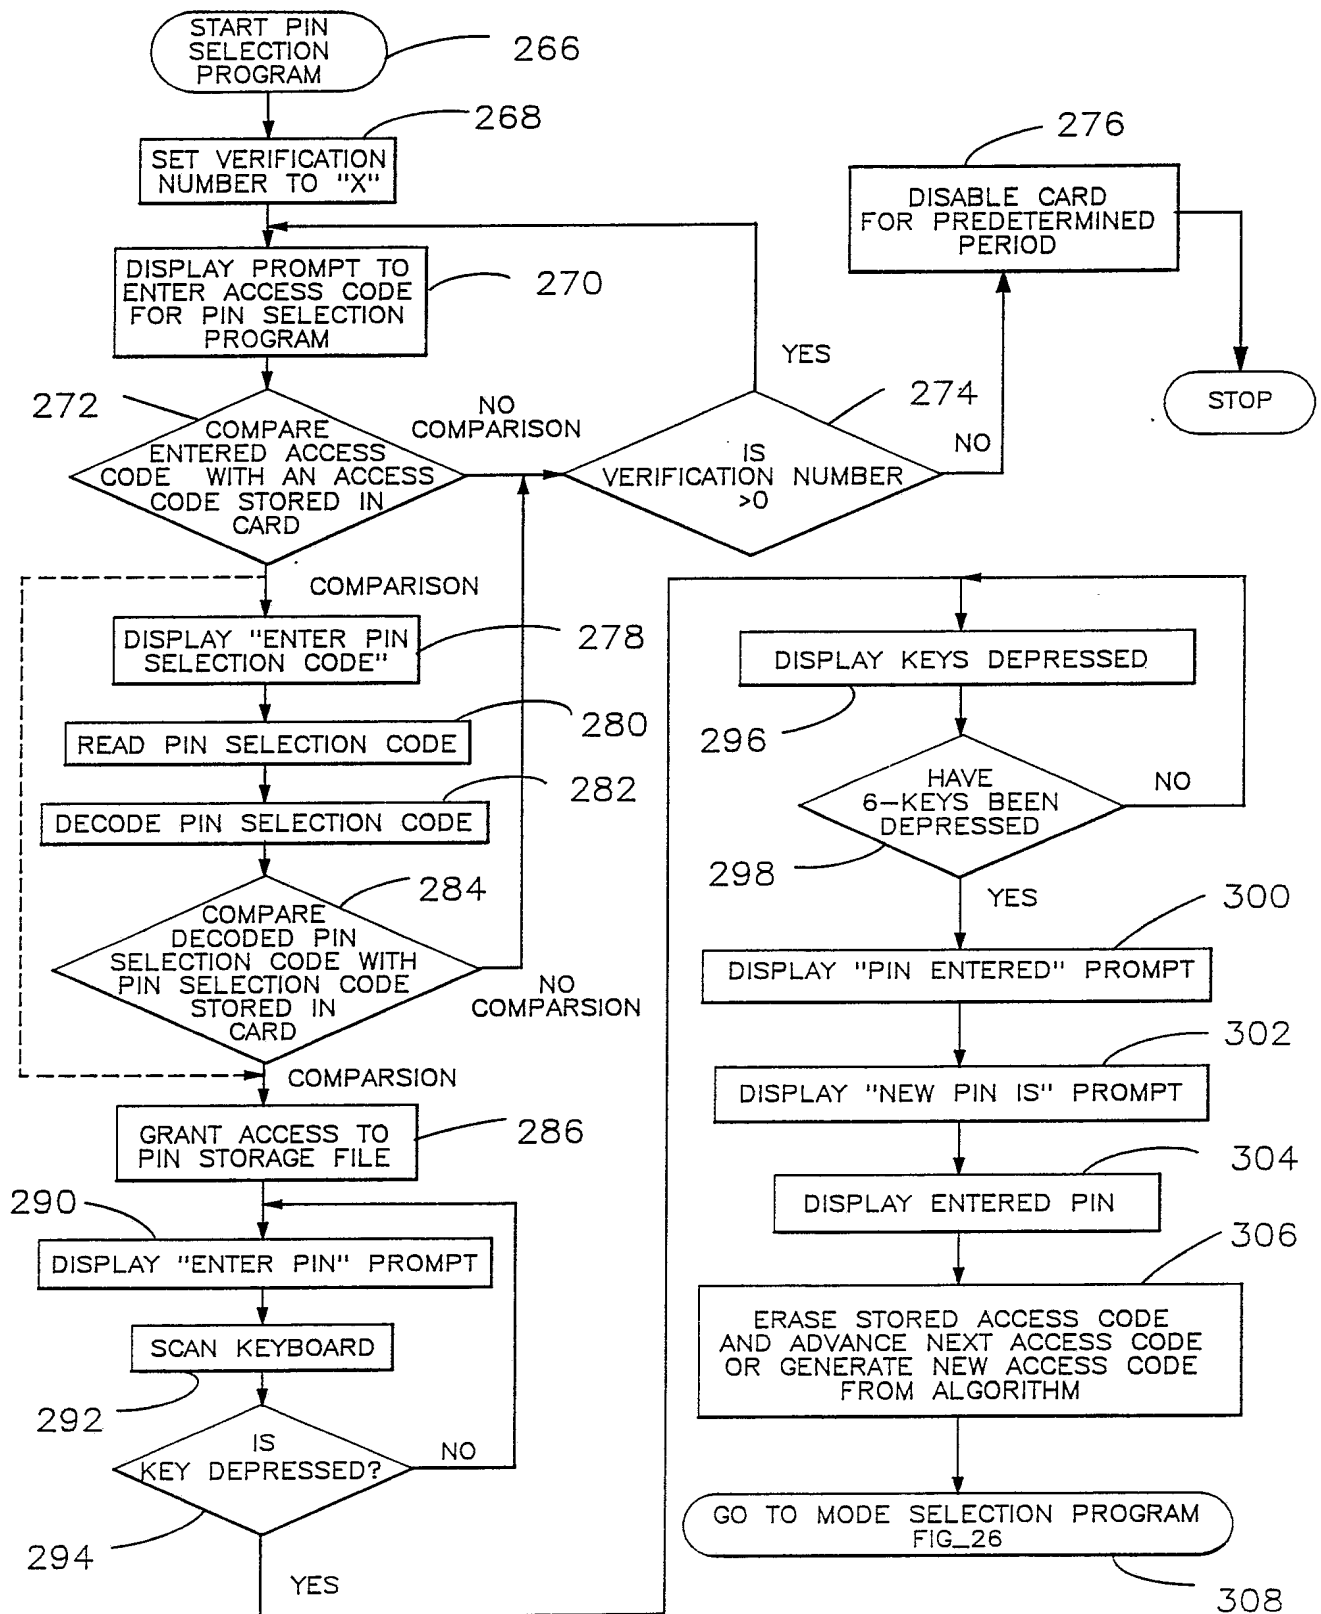 START PIN
SELECTION
PROGRAM
266
268
SET VERIFICATION
NUMBER TO "X"
276
DISABLE CARD
FOR PREDETERMINED
PERIOD
DISPLAY PROMPT TO
ENTER ACCESS CODE
FOR PIN SELECTION
PROGRAM
270
YES
STOP
272
COMPARE
ENTERED ACCESS
CODE WITH AN ACCESS
CODE STORED IN
CARD
NO
COMPARISON
274
IS
VERIFICATION NUMBER
>0
NO
COMPARISON
DISPLAY "ENTER PIN
SELECTION CODE"
278
READ PIN SELECTION CODE
280
DECODE PIN SELECTION CODE
282
COMPARE
DECODED PIN
SELECTION CODE WITH
PIN SELECTION CODE
STORED IN
CARD
284
NO
COMPARSION
COMPARSION
GRANT ACCESS TO
PIN STORAGE FILE
286
290
DISPLAY "ENTER PIN" PROMPT
SCAN KEYBOARD
292
IS
KEY DEPRESSED?
NO
294
YES
DISPLAY KEYS DEPRESSED
296
HAVE
6-KEYS BEEN
DEPRESSED
NO
298
YES
300
DISPLAY "PIN ENTERED" PROMPT
302
DISPLAY "NEW PIN IS" PROMPT
304
DISPLAY ENTERED PIN
306
ERASE STORED ACCESS CODE
AND ADVANCE NEXT ACCESS CODE
OR GENERATE NEW ACCESS CODE
FROM ALGORITHM
GO TO MODE SELECTION PROGRAM
FIG_26
308